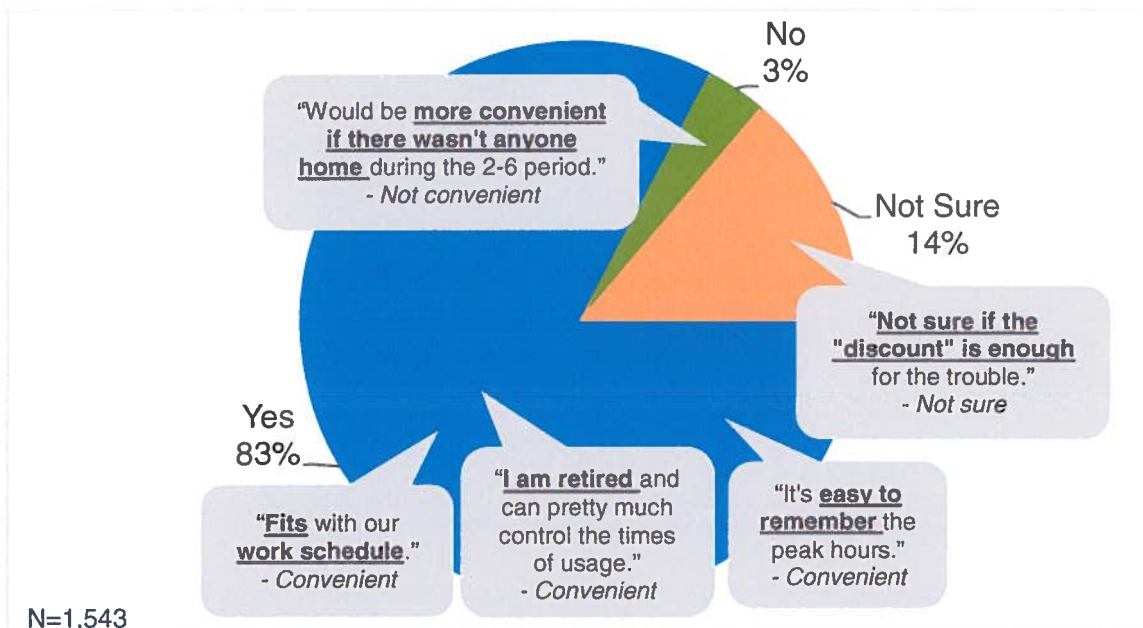 No
3%
“Would be more convenient
if there wasn't anyone
home during the 2-6 period.”
- Not convenient
Not Sure
14%
“Not sure if the
"discount" is enough
for the trouble.”
- Not sure
Yes
83%
“Fits with our
work schedule.”
- Convenient
“I am retired and
can pretty much
control the times
of usage.”
- Convenient
“It's easy to
remember the
peak hours.”
- Convenient
N=1,543